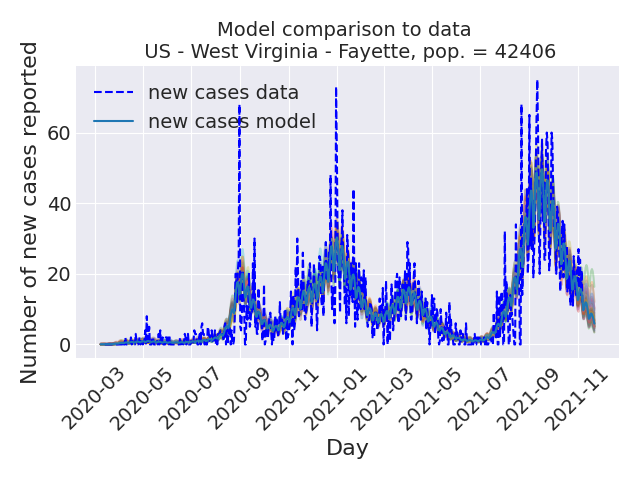 Model comparison to data
US - West Virginia - Fayette, pop. = 42406
Number of new cases reported
new cases data
new cases model
60
40
20
0
2020-03
2020-05
2020-07
2020-09
2020-11
2021-01
2021-03
2021-05
2021-07
2021-09
2021-11
Day